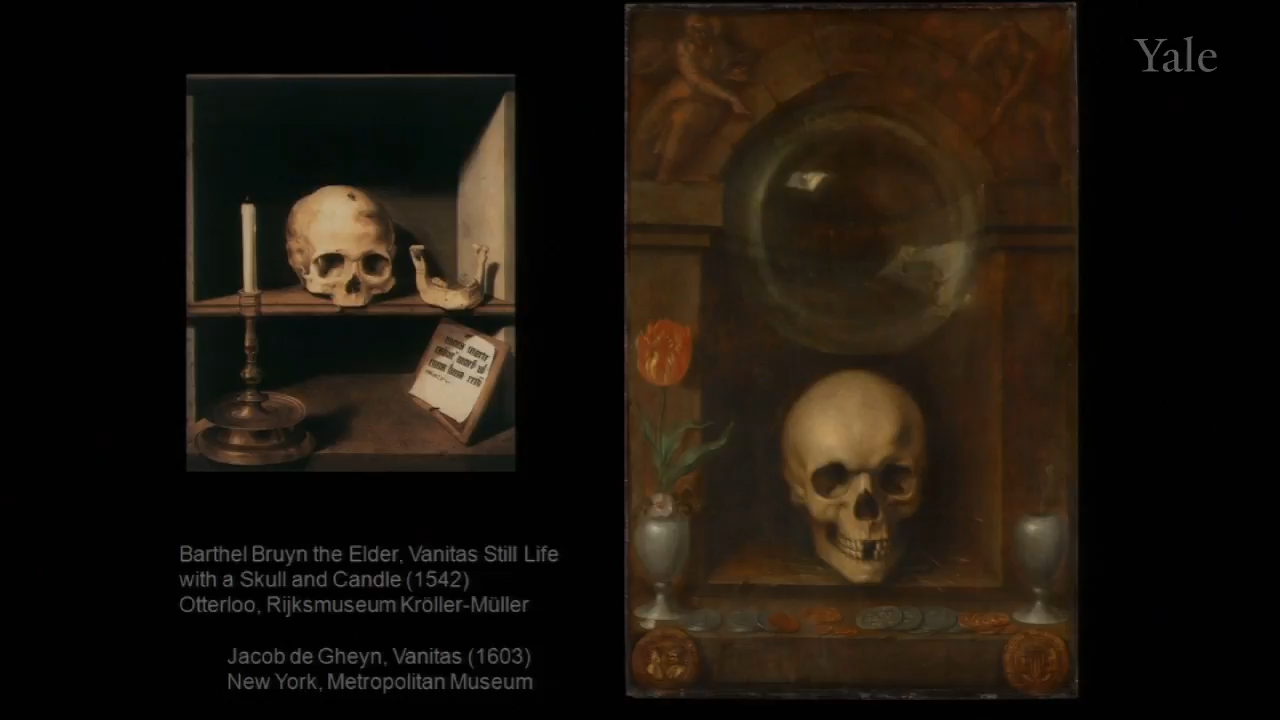 Yale
Barthel Bruyn the Elder, Vanitas Still Life
with a Skull and Candle (1542)
Otterloo, Rijksmuseum Kröller-Müller
Jacob de Gheyn, Vanitas (1603)
New York, Metropolitan Museum